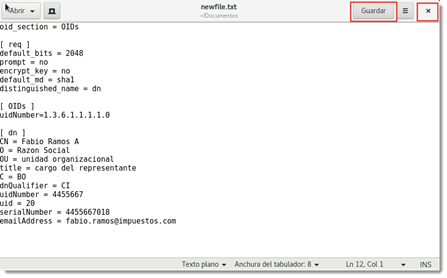 Abrir
newfile.txt
~/Documentos
Guardar
oid_section = OIDs
[ req ]
default_bits = 2048
prompt = no
encrypt_key = no
default_md = sha1
distinguished_name = dn
[ OIDs ]
uidNumber=1.3.6.1.1.1.1.0
[ dn ]
CN = Fabio Ramos A
O = Razon Social
OU = unidad organizacional
title = cargo del representante
C = BO
dnQualifier = CI
uidNumber = 4455667
uid = 20
serialNumber = 4455667018
emailAddress = fabio.ramos@impuestos.com
Texto plano
Anchura del tabulador: 8
Ln 12, Col 1
INS